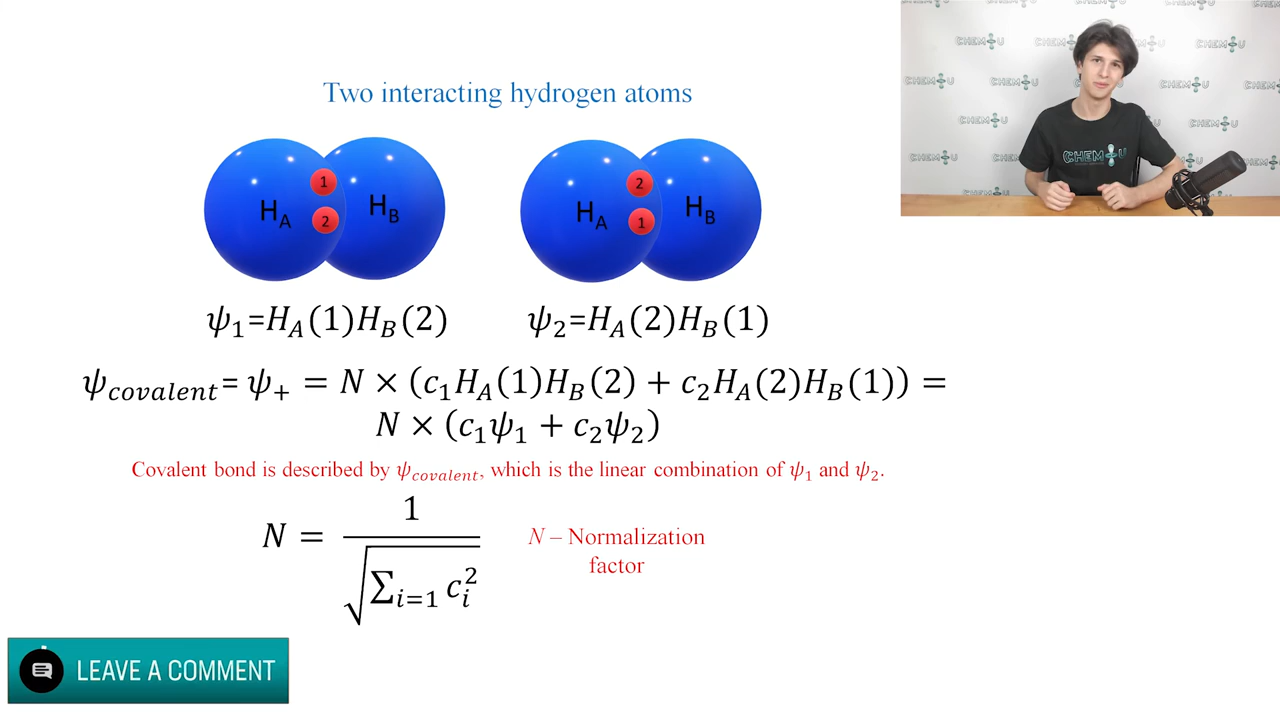 Two interacting hydrogen atoms
1
2
H_A
H_B
2
1
H_A
H_B
ψ₁=H_A(1)H_B(2)
ψ₂=H_A(2)H_B(1)
ψ_covalent= ψ₊ = N × (c₁H_A(1)H_B(2) + c₂H_A(2)H_B(1)) =
N × (c₁ψ₁ + c₂ψ₂)
Covalent bond is described by ψ_covalent, which is the linear combination of ψ₁ and ψ₂.
N = 1 / √(∑_{i=1} c_i²)
N – Normalization
factor
LEAVE A COMMENT
CHEM4U